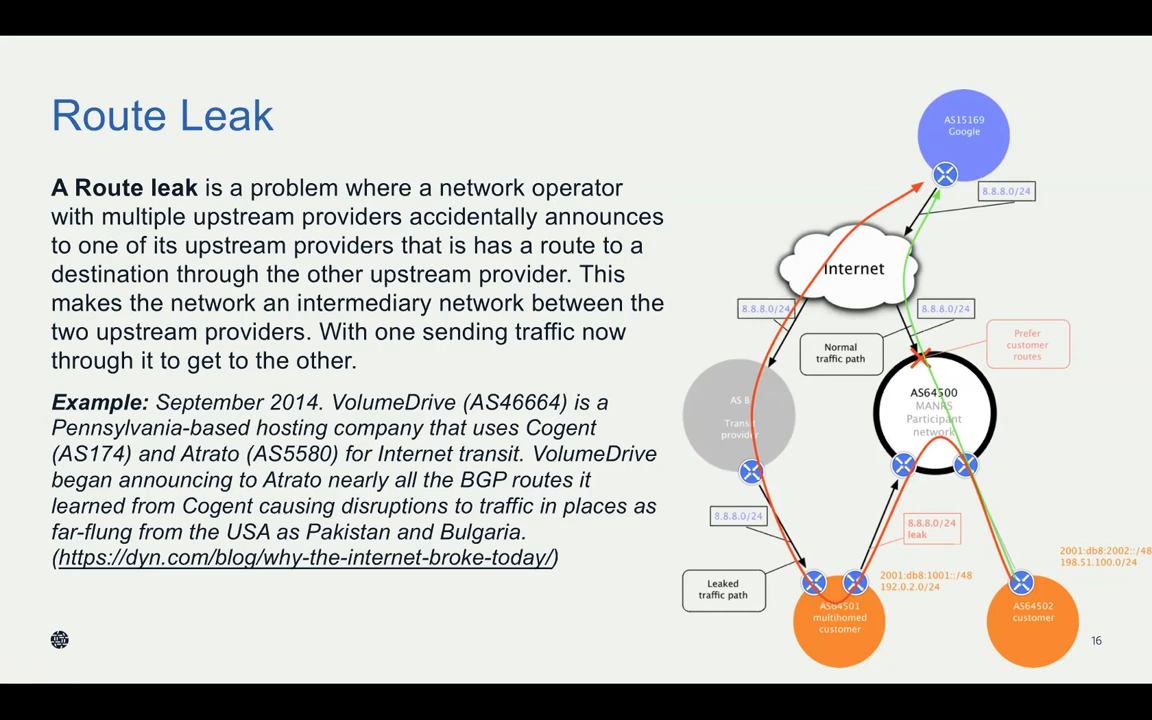 Route Leak
A Route leak is a problem where a network operator
with multiple upstream providers accidentally announces
to one of its upstream providers that is has a route to a
destination through the other upstream provider. This
makes the network an intermediary network between the
two upstream providers. With one sending traffic now
through it to get to the other.
Example: September 2014. VolumeDrive (AS46664) is a
Pennsylvania-based hosting company that uses Cogent
(AS174) and Atrato (AS5580) for Internet transit. VolumeDrive
began announcing to Atrato nearly all the BGP routes it
learned from Cogent causing disruptions to traffic in places as
far-flung from the USA as Pakistan and Bulgaria.
(https://dyn.com/blog/why-the-internet-broke-today/)
AS15169
Google
8.8.8.0/24
Internet
8.8.8.0/24
8.8.8.0/24
Normal
traffic path
Prefer
customer
routes
AS
Transit
provider
AS64500
MANRS
Participant
network
8.8.8.0/24
8.8.8.0/24
leak
Leaked
traffic path
2001:db8:1001::/48
192.0.2.0/24
2001:db8:2002::/48
198.51.100.0/24
AS64501
multihomed
customer
AS64502
customer
16